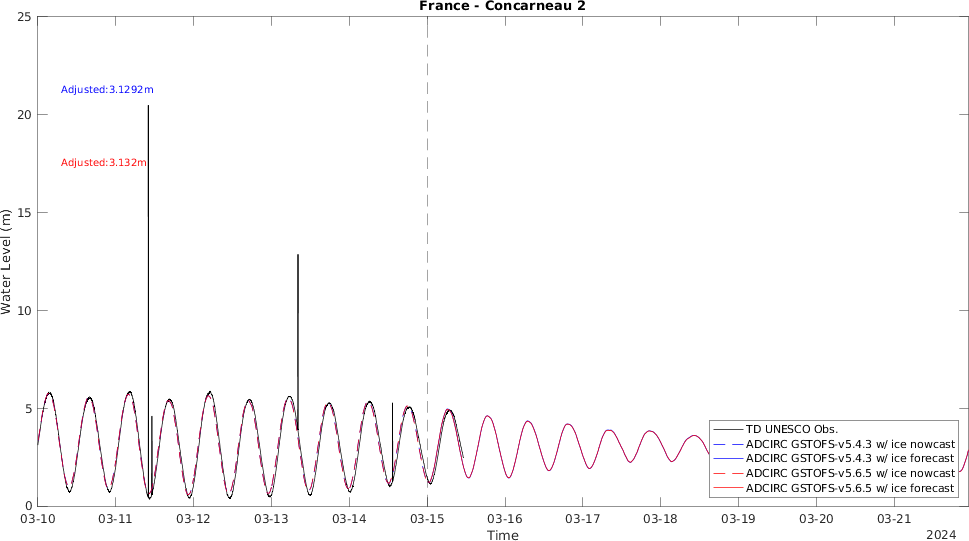 France - Concarneau 2
25
20
15
10
5
0
Water Level (m)
Adjusted:3.1292m
Adjusted:3.132m
TD UNESCO Obs.
ADCIRC GSTOFS-v5.4.3 w/ ice nowcast
ADCIRC GSTOFS-v5.4.3 w/ ice forecast
ADCIRC GSTOFS-v5.6.5 w/ ice nowcast
ADCIRC GSTOFS-v5.6.5 w/ ice forecast
03-10 03-11 03-12 03-13 03-14 03-15 03-16 03-17 03-18 03-19 03-20 03-21
Time
2024